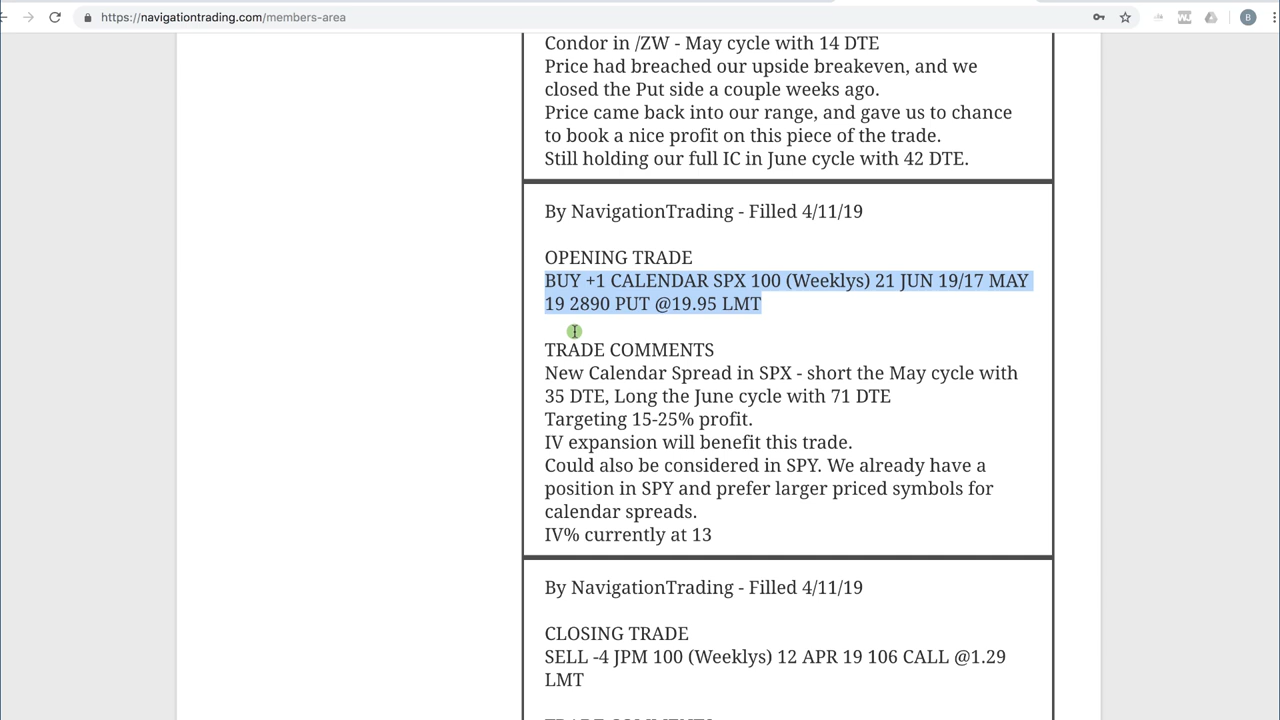 https://navigationtrading.com/members-area
B
Condor in /ZW - May cycle with 14 DTE
Price had breached our upside breakeven, and we
closed the Put side a couple weeks ago.
Price came back into our range, and gave us to chance
to book a nice profit on this piece of the trade.
Still holding our full IC in June cycle with 42 DTE.
By NavigationTrading - Filled 4/11/19
OPENING TRADE
BUY +1 CALENDAR SPX 100 (Weeklys) 21 JUN 19/17 MAY
19 2890 PUT @19.95 LMT
TRADE COMMENTS
New Calendar Spread in SPX - short the May cycle with
35 DTE, Long the June cycle with 71 DTE
Targeting 15-25% profit.
IV expansion will benefit this trade.
Could also be considered in SPY. We already have a
position in SPY and prefer larger priced symbols for
calendar spreads.
IV% currently at 13
By NavigationTrading - Filled 4/11/19
CLOSING TRADE
SELL -4 JPM 100 (Weeklys) 12 APR 19 106 CALL @1.29
LMT